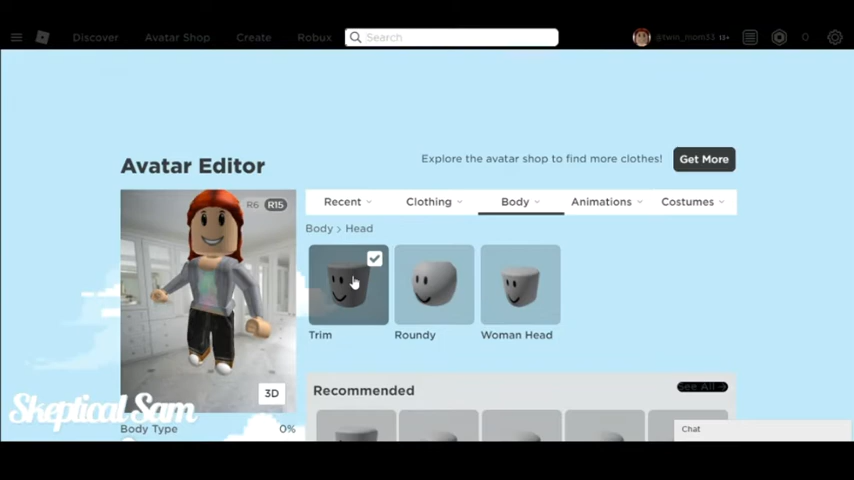 Discover Avatar Shop Create Robux Search @twin_mom33 13+ 0
Explore the avatar shop to find more clothes! Get More
Avatar Editor
R6 R15
Recent Clothing Body Animations Costumes
Body > Head
Trim Roundy Woman Head
Recommended See All →
3D
Skeptical Sam
Chat
Body Type 0%